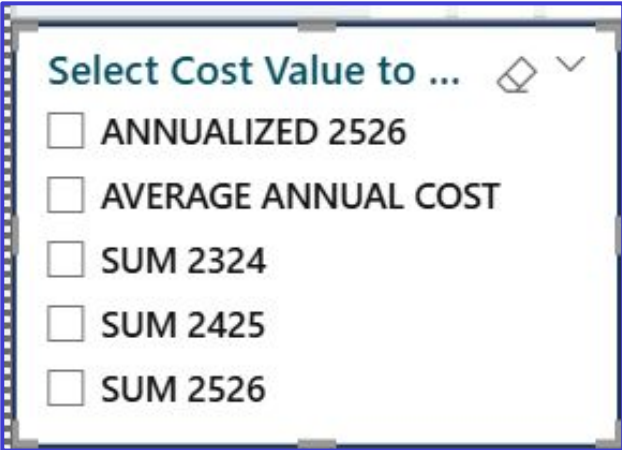 Select Cost Value to ...
ANNUALIZED 2526
AVERAGE ANNUAL COST
SUM 2324
SUM 2425
SUM 2526